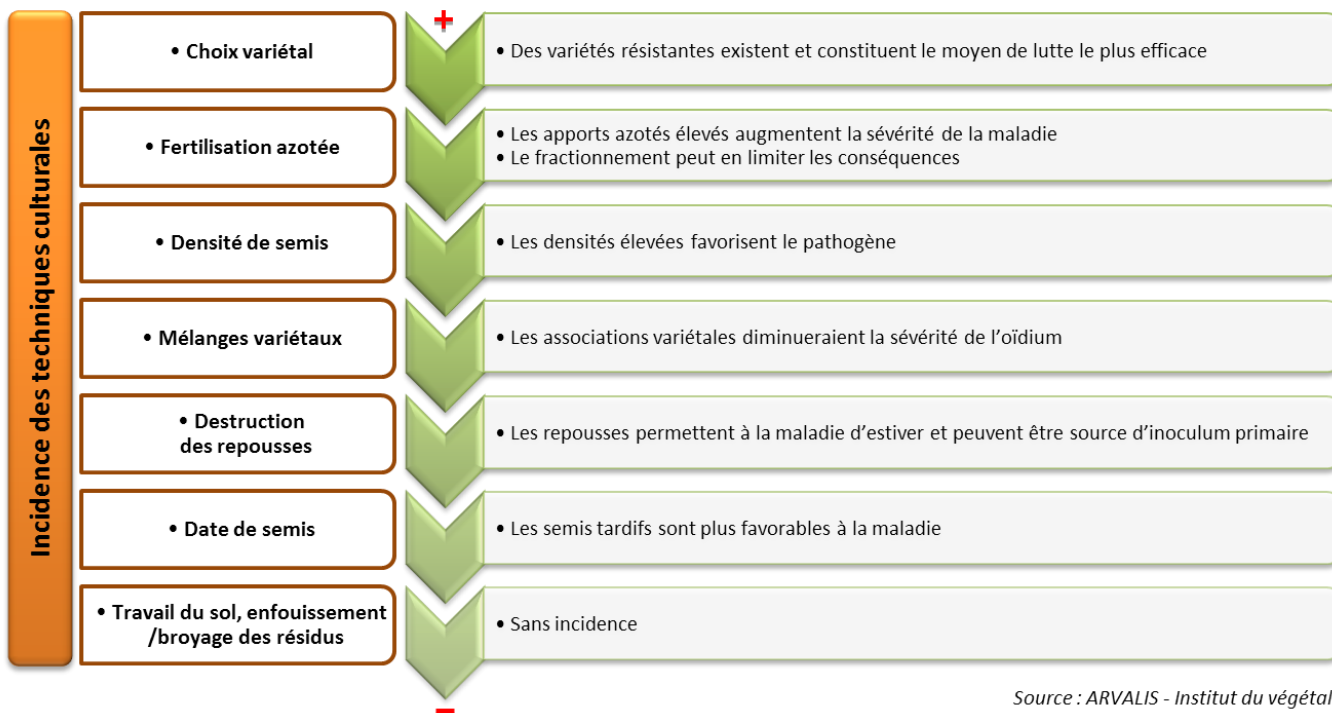 Incidence des techniques culturales
+
• Choix variétal
• Des variétés résistantes existent et constituent le moyen de lutte le plus efficace
• Fertilisation azotée
• Les apports azotés élevés augmentent la sévérité de la maladie
• Le fractionnement peut en limiter les conséquences
• Densité de semis
• Les densités élevées favorisent le pathogène
• Mélanges variétaux
• Les associations variétales diminueraient la sévérité de l'oïdium
• Destruction
des repousses
• Les repousses permettent à la maladie d'estiver et peuvent être source d'inoculum primaire
• Date de semis
• Les semis tardifs sont plus favorables à la maladie
• Travail du sol, enfouissement
/broyage des résidus
• Sans incidence
–
Source : ARVALIS - Institut du végétal